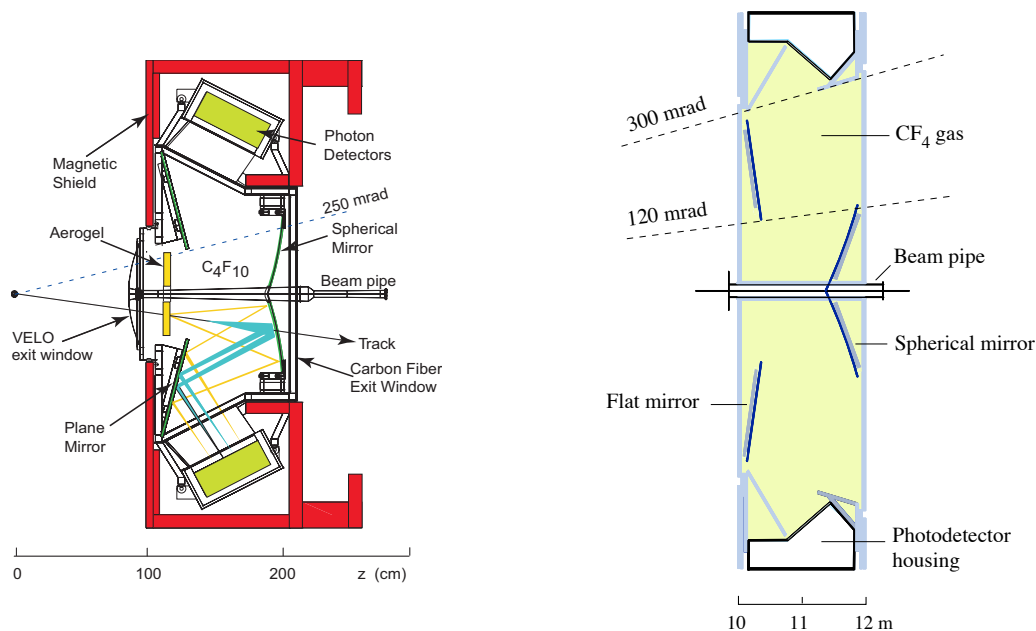 Photon
Detectors
Magnetic
Shield
250 mrad
Aerogel
Spherical
Mirror
C4F10
Beam pipe
VELO
exit window
Track
Carbon Fiber
Exit Window
Plane
Mirror
0
100
200
z (cm)
300 mrad
CF4 gas
120 mrad
Beam pipe
Spherical mirror
Flat mirror
Photodetector
housing
10
11
12 m